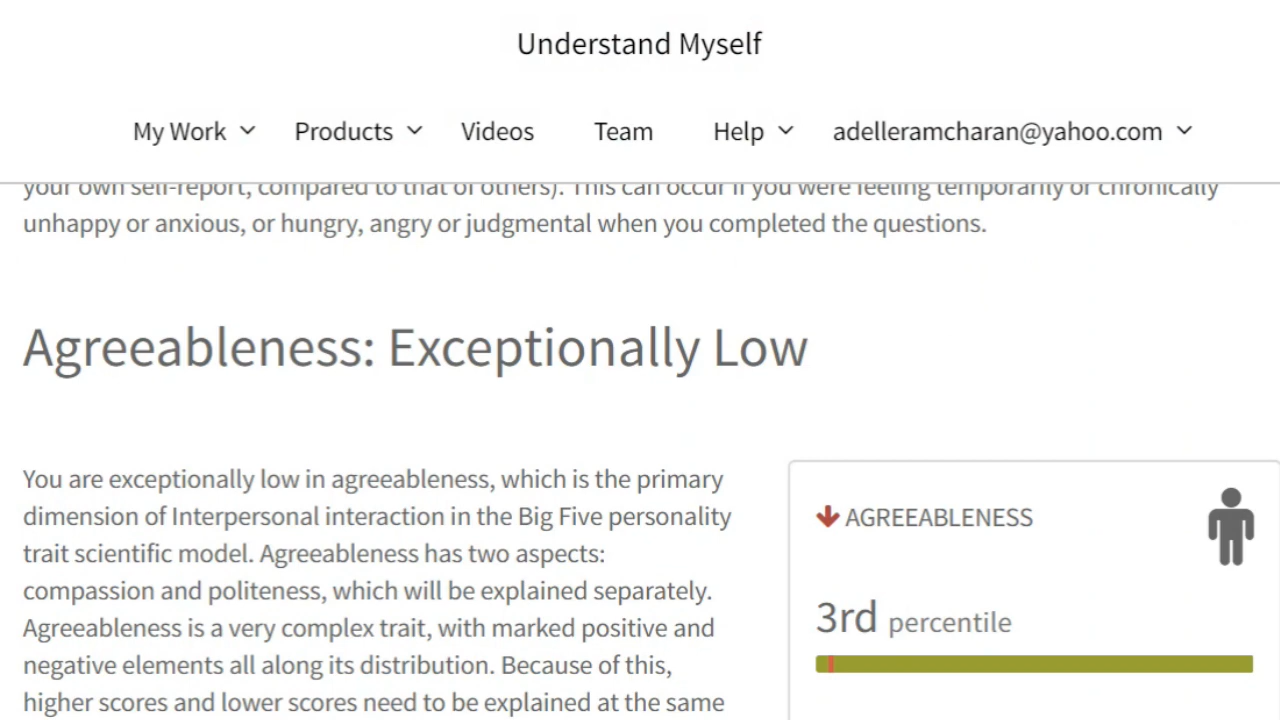 Understand Myself
My Work
Products
Videos
Team
Help
adelleramcharan@yahoo.com
your own self-report, compared to that of others). This can occur if you were feeling temporarily or chronically
unhappy or anxious, or hungry, angry or judgmental when you completed the questions.
Agreeableness: Exceptionally Low
You are exceptionally low in agreeableness, which is the primary
dimension of Interpersonal interaction in the Big Five personality
trait scientific model. Agreeableness has two aspects:
compassion and politeness, which will be explained separately.
Agreeableness is a very complex trait, with marked positive and
negative elements all along its distribution. Because of this,
higher scores and lower scores need to be explained at the same
AGREEABLENESS
3rd percentile